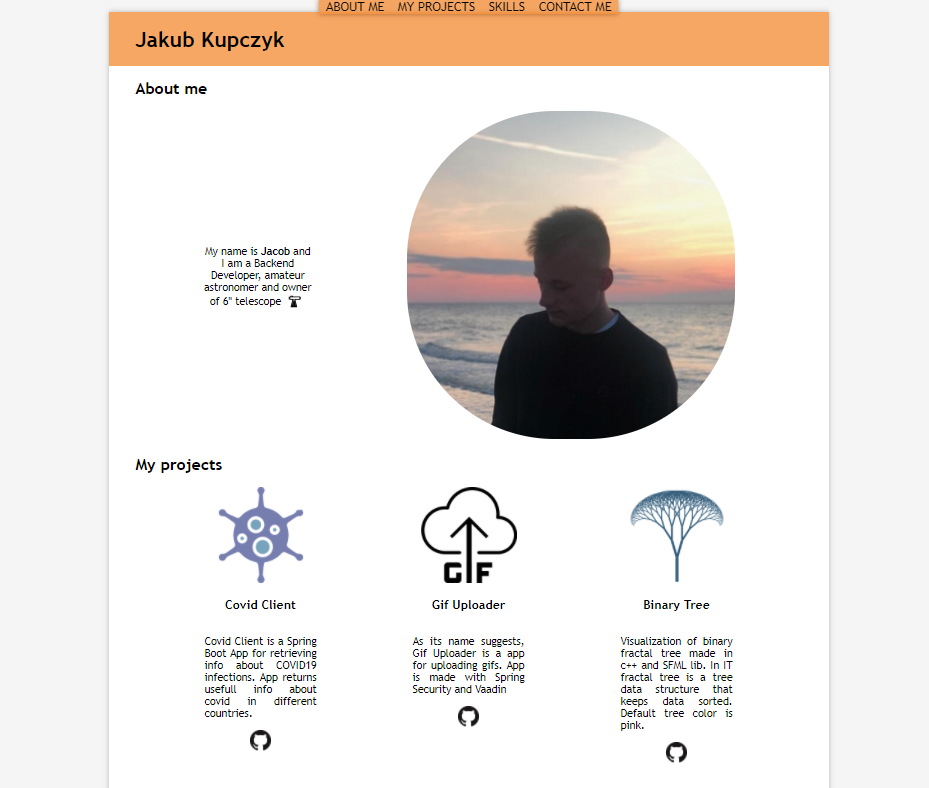 ABOUT ME MY PROJECTS SKILLS CONTACT ME
Jakub Kupczyk
About me
My name is Jacob and
I am a Backend
Developer, amateur
astronomer and owner
of 6" telescope
My projects
GIF
Covid Client
Gif Uploader
Binary Tree
Covid Client is a Spring
Boot App for retrieving
info about COVID19
infections. App returns
usefull info about
covid in different
countries.
As its name suggests,
Gif Uploader is a app
for uploading gifs. App
is made with Spring
Security and Vaadin
Visualization of binary
fractal tree made in
c++ and SFML lib. In IT
fractal tree is a tree
data structure that
keeps data sorted.
Default tree color is
pink.